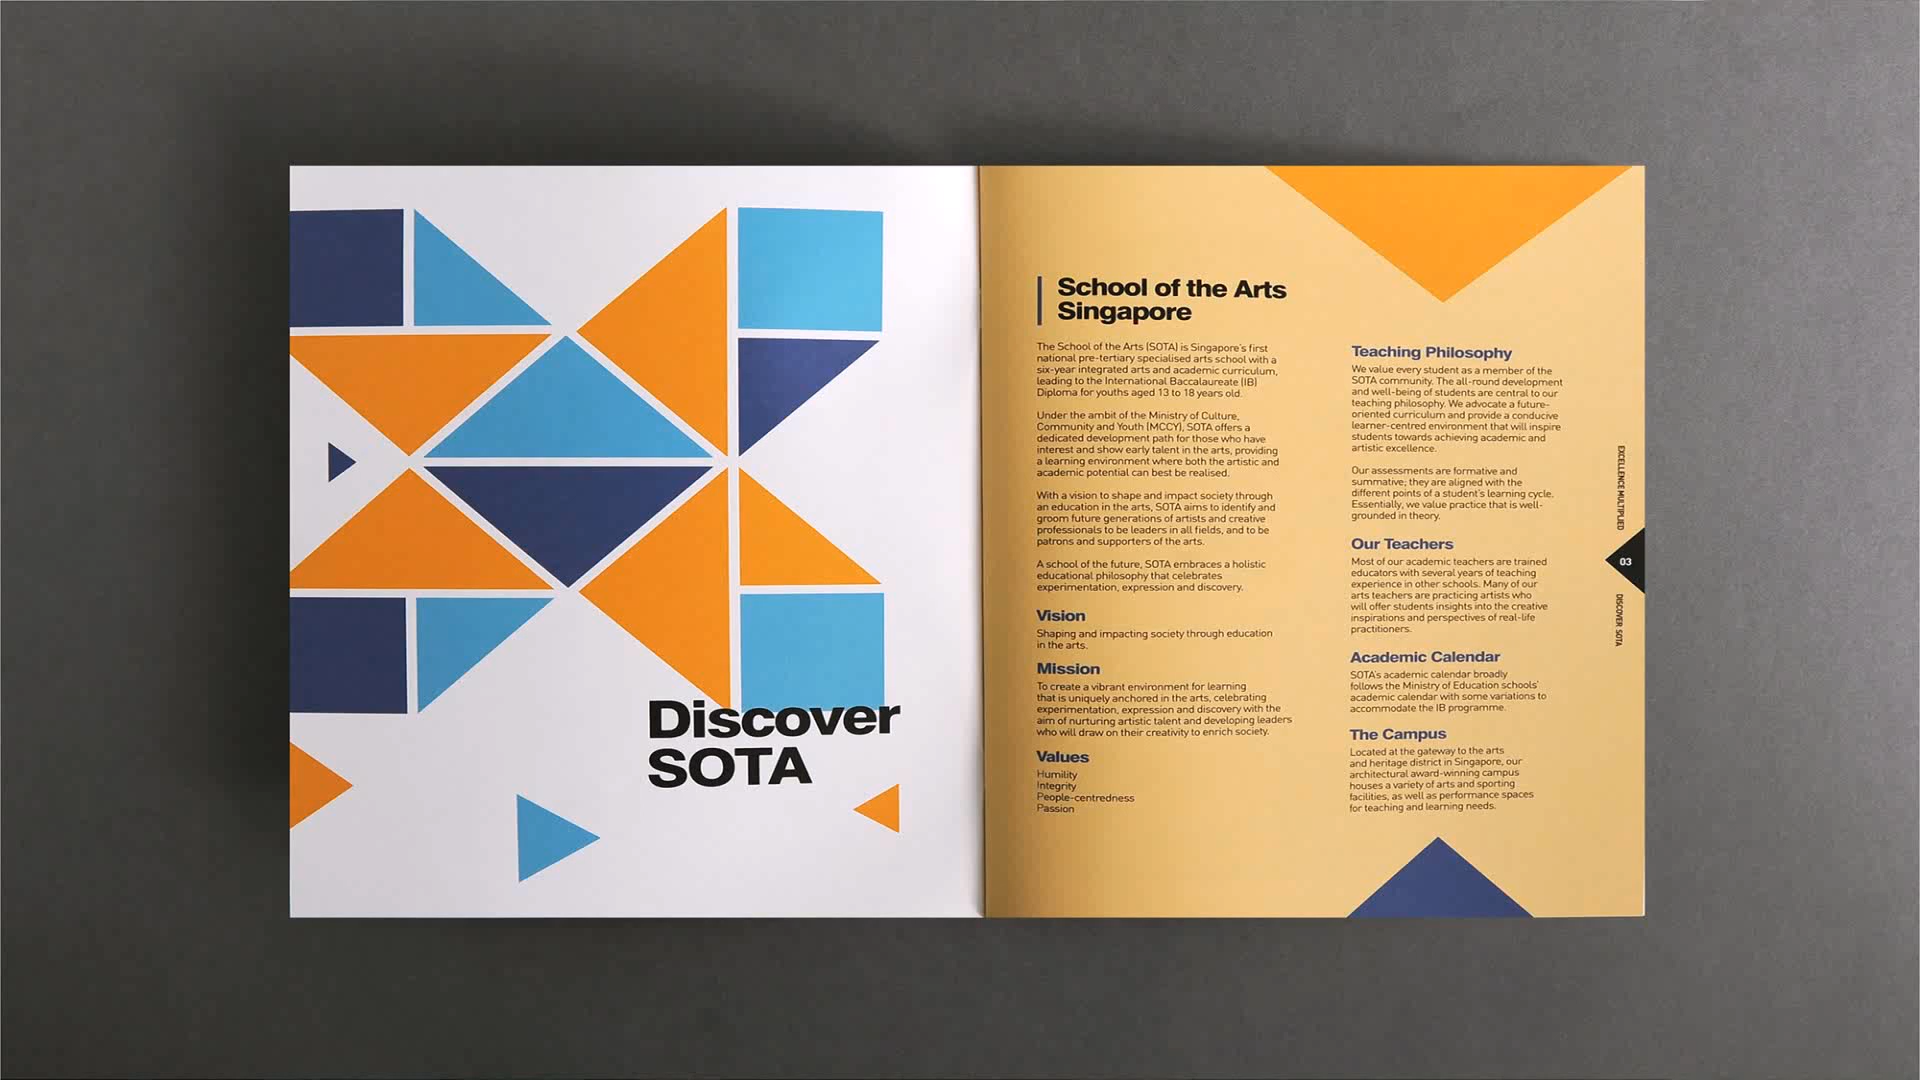 Discover
SOTA
School of the Arts
Singapore
The School of the Arts (SOTA) is Singapore's first
national pre-tertiary specialised arts school with a
six-year integrated arts and academic curriculum,
leading to the International Baccalaureate (IB)
Diploma for youths aged 13 to 18 years old.
Under the ambit of the Ministry of Culture,
Community and Youth (MCCY), SOTA offers a
dedicated development path for those who have
interest and show early talent in the arts, providing
a learning environment where both the artistic and
academic potential can best be realised.
With a vision to shape and impact society through
an education in the arts, SOTA aims to identify and
groom future generations of artists and creative
professionals to be leaders in all fields, and to be
patrons and supporters of the arts.
A school of the future, SOTA embraces a holistic
educational philosophy that celebrates
experimentation, expression and discovery.
Vision
Shaping and impacting society through education
in the arts.
Mission
To create a vibrant environment for learning
that is uniquely anchored in the arts, celebrating
experimentation, expression and discovery with the
aim of nurturing artistic talent and developing leaders
who will draw on their creativity to enrich society.
Values
Humility
Integrity
People-centredness
Passion
Teaching Philosophy
We value every student as a member of the
SOTA community. The all-round development
and well-being of students are central to our
teaching philosophy. We advocate a future-
oriented curriculum and provide a conducive
learner-centred environment that will inspire
students towards achieving academic and
artistic excellence.
Our assessments are formative and
summative; they are aligned with the
different points of a student's learning cycle.
Essentially, we value practice that is well-
grounded in theory.
Our Teachers
Most of our academic teachers are trained
educators with several years of teaching
experience in other schools. Many of our
arts teachers are practicing artists who
will offer students insights into the creative
inspirations and perspectives of real-life
practitioners.
Academic Calendar
SOTA's academic calendar broadly
follows the Ministry of Education schools'
academic calendar with some variations to
accommodate the IB programme.
The Campus
Located at the gateway to the arts
and heritage district in Singapore, our
architectural award-winning campus
houses a variety of arts and sporting
facilities, as well as performance spaces
for teaching and learning needs.
EXCELLENCE MULTIPLIED
03
DISCOVER SOTA